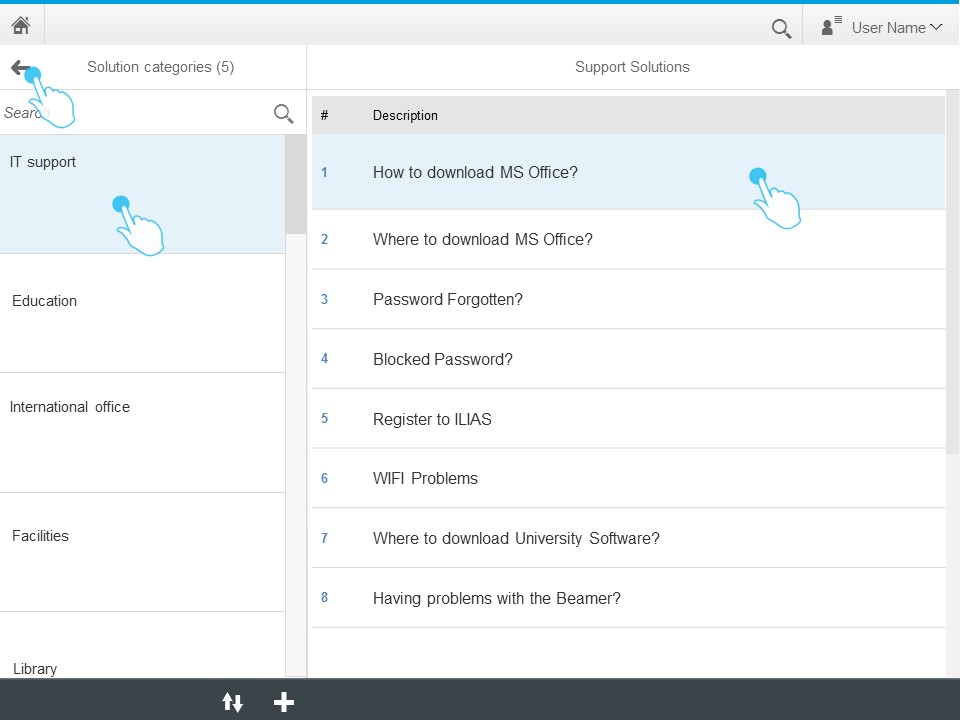 User Name
Solution categories (5)
Support Solutions
Search
# Description
IT support
1 How to download MS Office?
2 Where to download MS Office?
Education
3 Password Forgotten?
4 Blocked Password?
International office
5 Register to ILIAS
6 WIFI Problems
Facilities
7 Where to download University Software?
8 Having problems with the Beamer?
Library